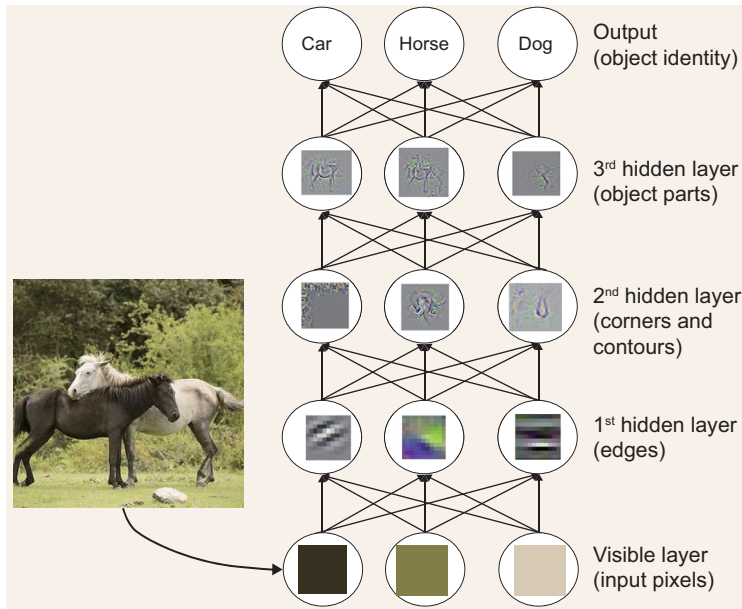 Car
Horse
Dog
Output
(object identity)
3rd hidden layer
(object parts)
2nd hidden layer
(corners and
contours)
1st hidden layer
(edges)
Visible layer
(input pixels)